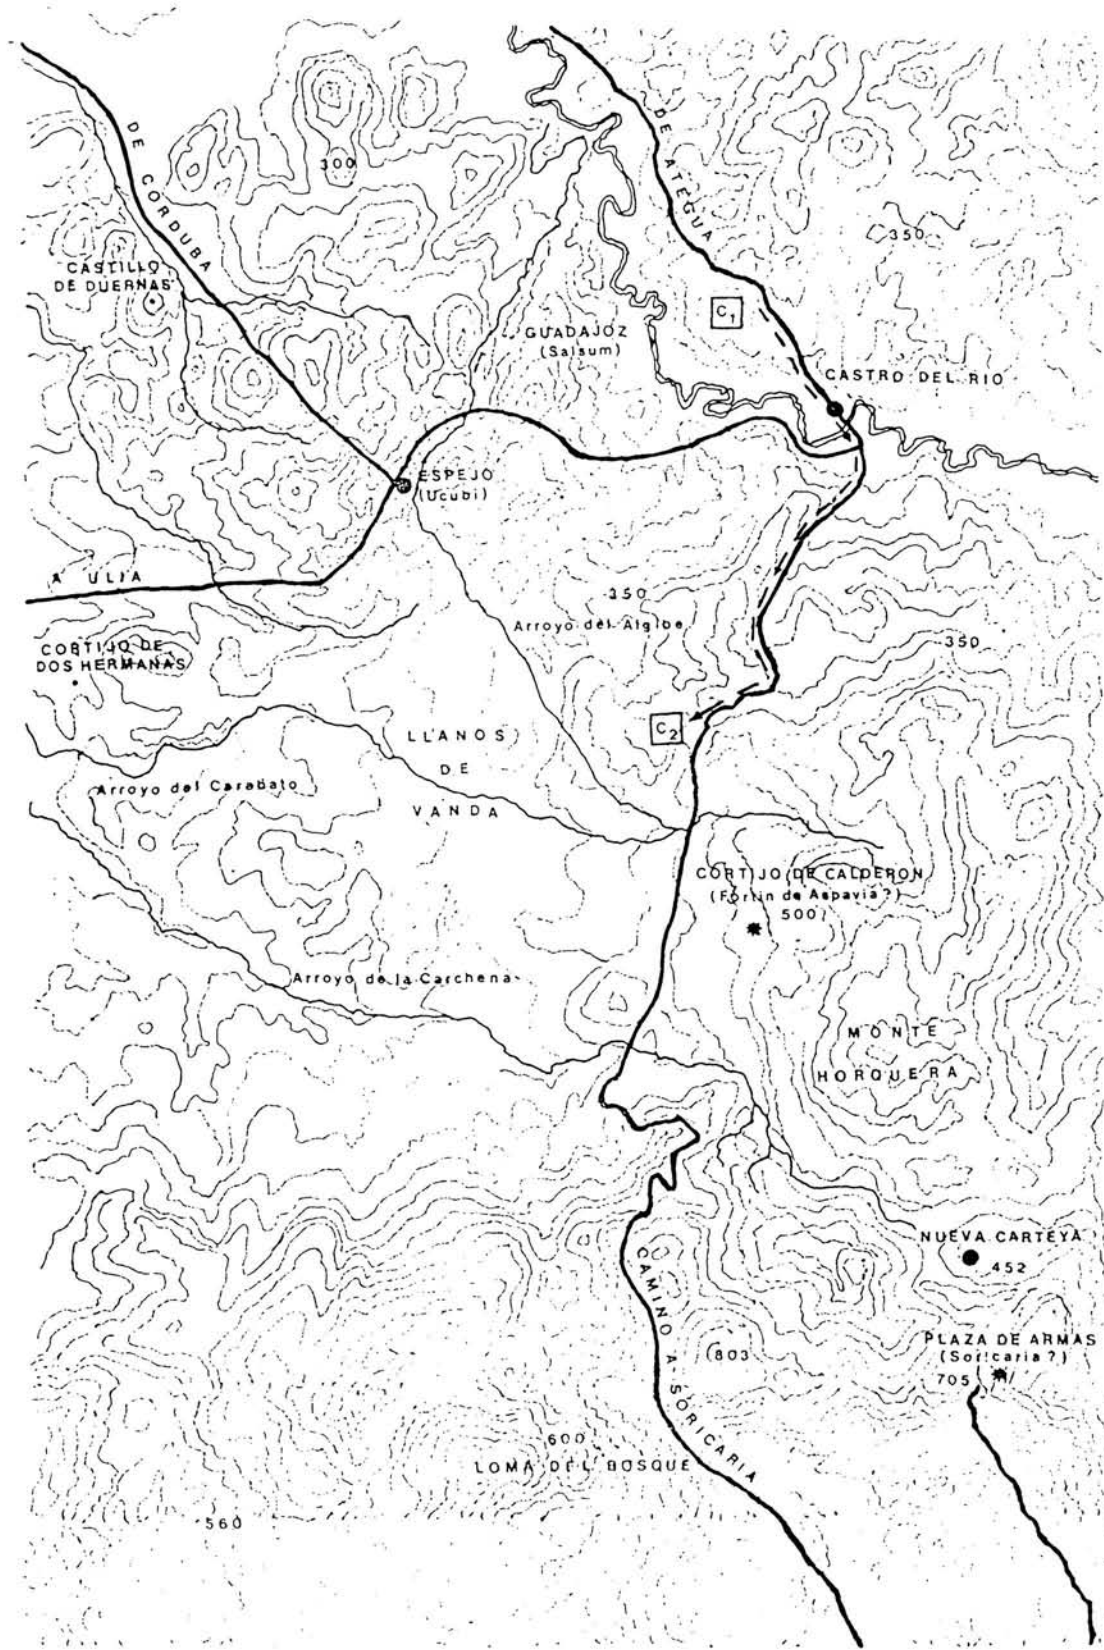 DE CORDUBA
DE ATEGUA
300
350
CASTILLO
DE DUERNAS
C1
GUADAJOZ
(Salsum)
CASTRO DEL RIO
ESPEJO
(Ucubi)
A ULIA
350
Arroyo del Algibe
350
CORTIJO DE
DOS HERMANAS
C2
LLANOS
DE
VANDA
Arroyo del Carabato
CORTIJO DE CALDERON
(Fortin de Aspavia?)
500
Arroyo de la Carchena
MONTE
HORQUERA
NUEVA CARTEYA
452
CAMINO A SORICARIA
PLAZA DE ARMAS
(Soricaria?)
803
705
600
LOMA DEL BOSQUE
560